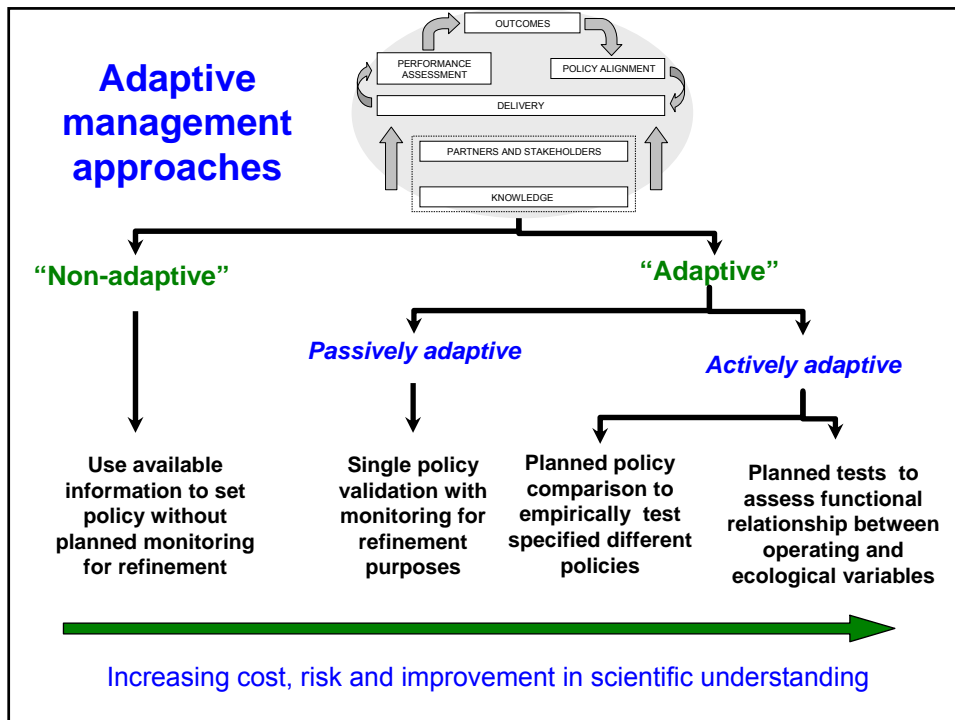 Adaptive
management
approaches
OUTCOMES
PERFORMANCE
ASSESSMENT
POLICY ALIGNMENT
DELIVERY
PARTNERS AND STAKEHOLDERS
KNOWLEDGE
“Non-adaptive”
“Adaptive”
Passively adaptive
Actively adaptive
Use available
information to set
policy without
planned monitoring
for refinement
Single policy
validation with
monitoring for
refinement
purposes
Planned policy
comparison to
empirically test
specified different
policies
Planned tests to
assess functional
relationship between
operating and
ecological variables
Increasing cost, risk and improvement in scientific understanding